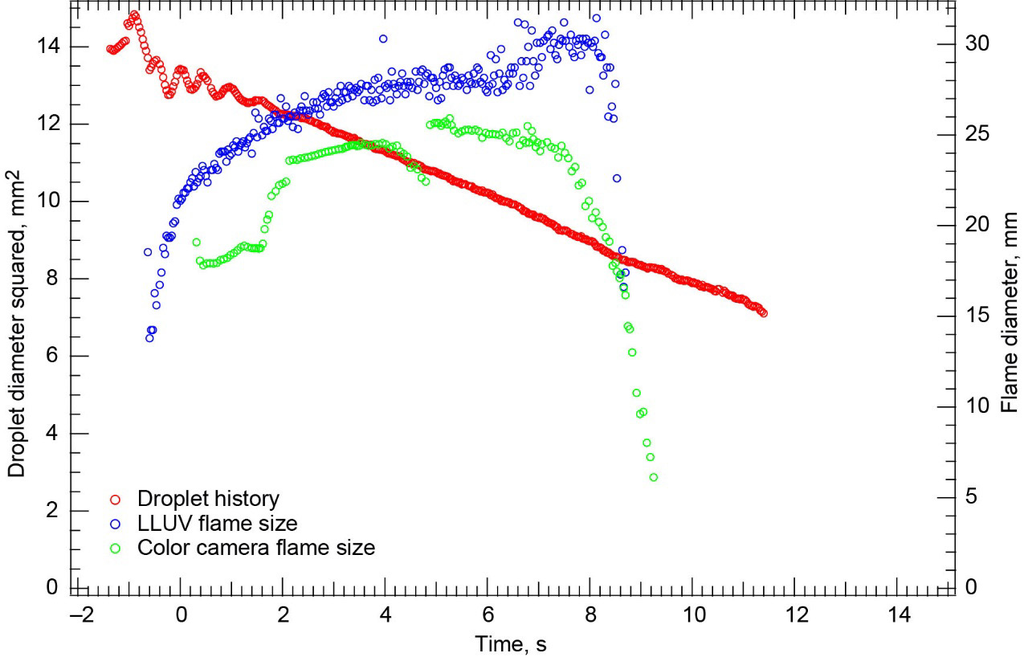 14
12
10
8
6
4
2
0
Droplet diameter squared, mm2
30
25
20
15
10
5
0
Flame diameter, mm
Droplet history
LLUV flame size
Color camera flame size
–2 0 2 4 6 8 10 12 14
Time, s